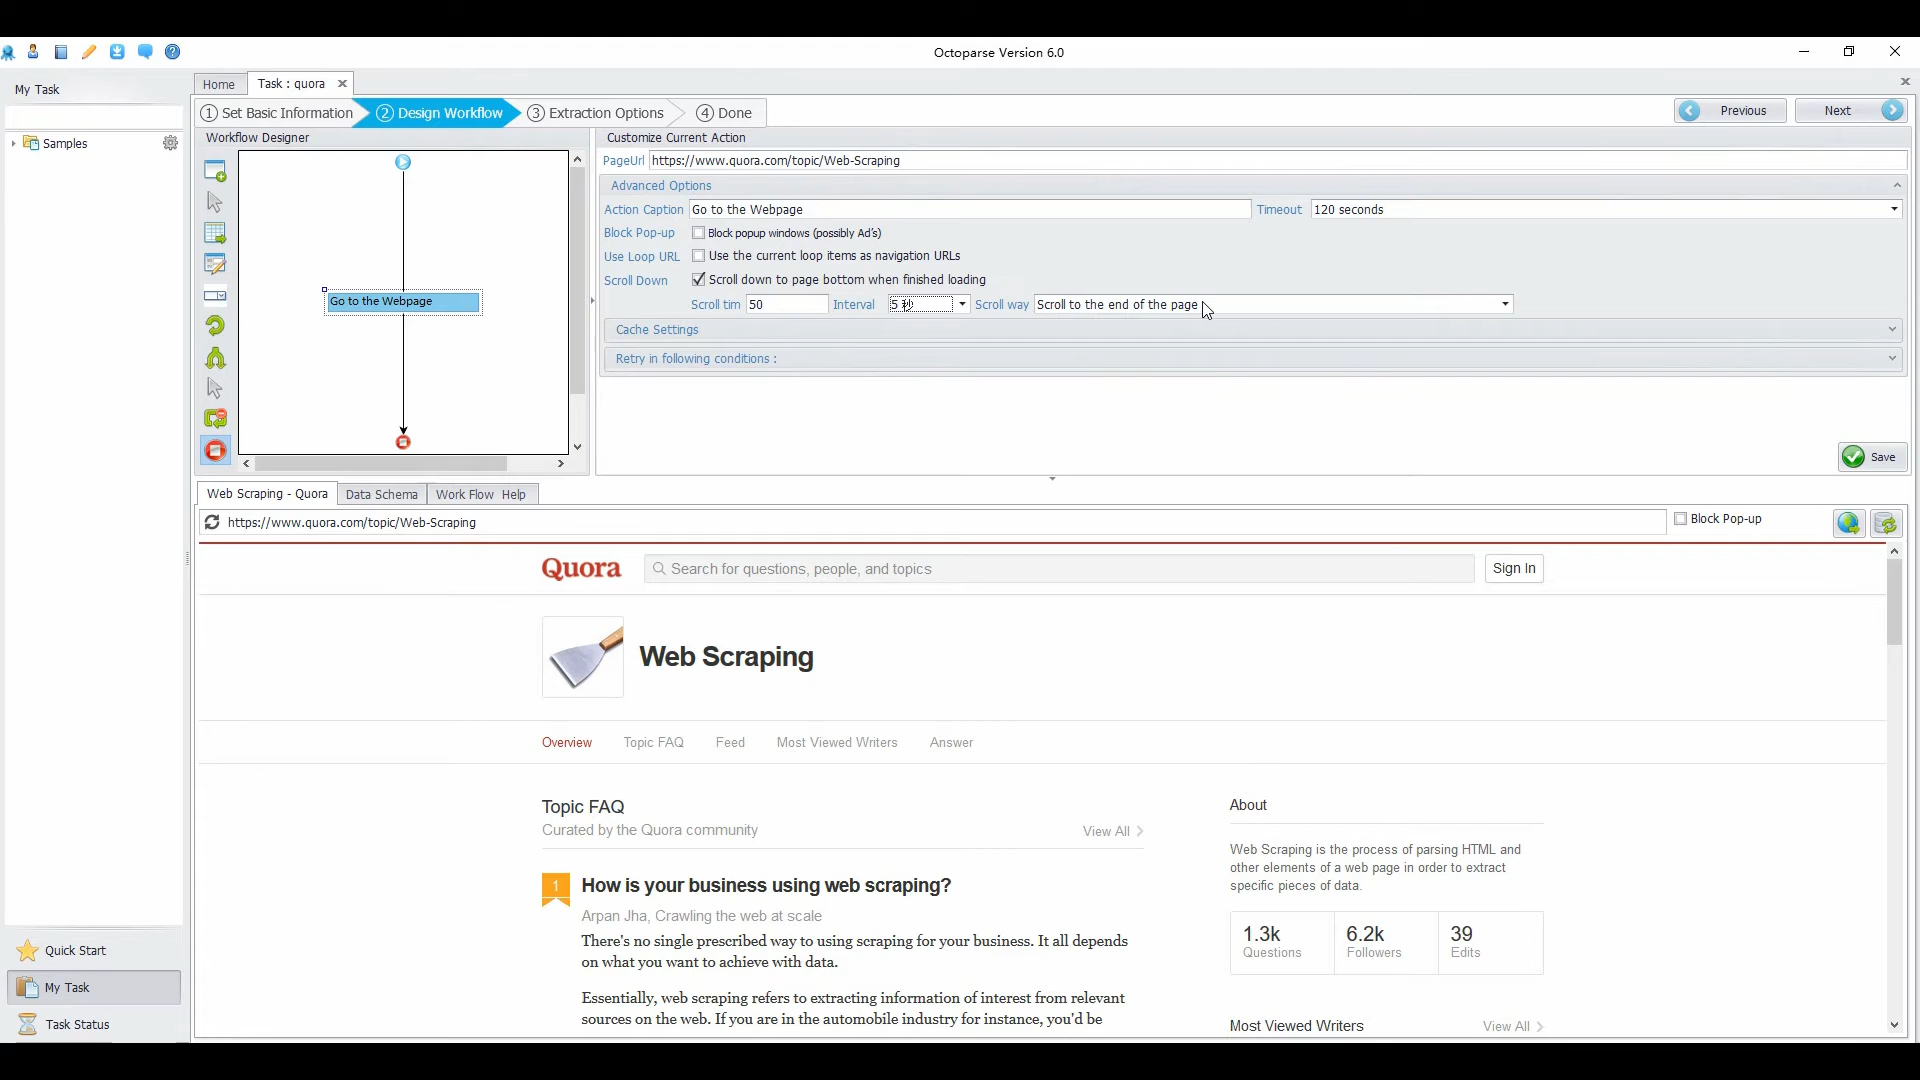 Octoparse Version 6.0
My Task
Home
Task : quora
1 Set Basic Information
2 Design Workflow
3 Extraction Options
4 Done
Previous
Next
Workflow Designer
Customize Current Action
Samples
PageUrl https://www.quora.com/topic/Web-Scraping
Advanced Options
Action Caption Go to the Webpage Timeout 120 seconds
Block Pop-up Block popup windows (possibly Ad's)
Use Loop URL Use the current loop items as navigation URLs
Scroll Down Scroll down to page bottom when finished loading
Scroll tim 50 Interval 5 Scroll way Scroll to the end of the page
Go to the Webpage
Cache Settings
Retry in following conditions :
Save
Web Scraping - Quora
Data Schema
Work Flow Help
https://www.quora.com/topic/Web-Scraping
Block Pop-up
Quora
Search for questions, people, and topics
Sign In
Web Scraping
Overview Topic FAQ Feed Most Viewed Writers Answer
Topic FAQ
Curated by the Quora community
View All
1
How is your business using web scraping?
Arpan Jha, Crawling the web at scale
There's no single prescribed way to using scraping for your business. It all depends
on what you want to achieve with data.
Essentially, web scraping refers to extracting information of interest from relevant
sources on the web. If you are in the automobile industry for instance, you'd be
About
Web Scraping is the process of parsing HTML and
other elements of a web page in order to extract
specific pieces of data.
1.3k 6.2k 39
Questions Followers Edits
Most Viewed Writers View All
Quick Start
My Task
Task Status